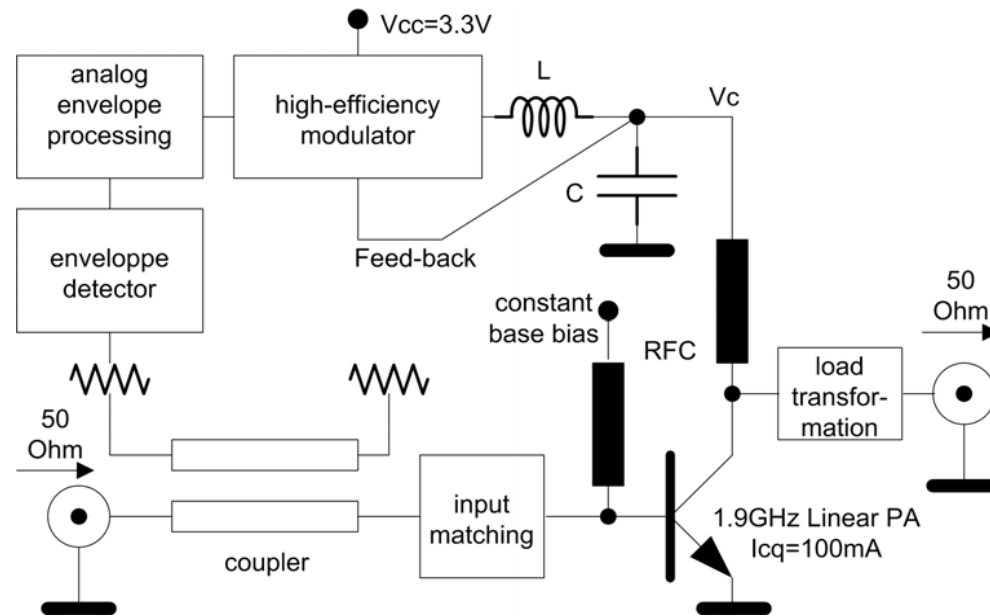 Vcc=3.3V
analog
envelope
processing
high-efficiency
modulator
L
Vc
C
Feed-back
enveloppe
detector
constant
base bias
RFC
50
Ohm
load
transfor-
mation
50
Ohm
input
matching
coupler
1.9GHz Linear PA
Icq=100mA